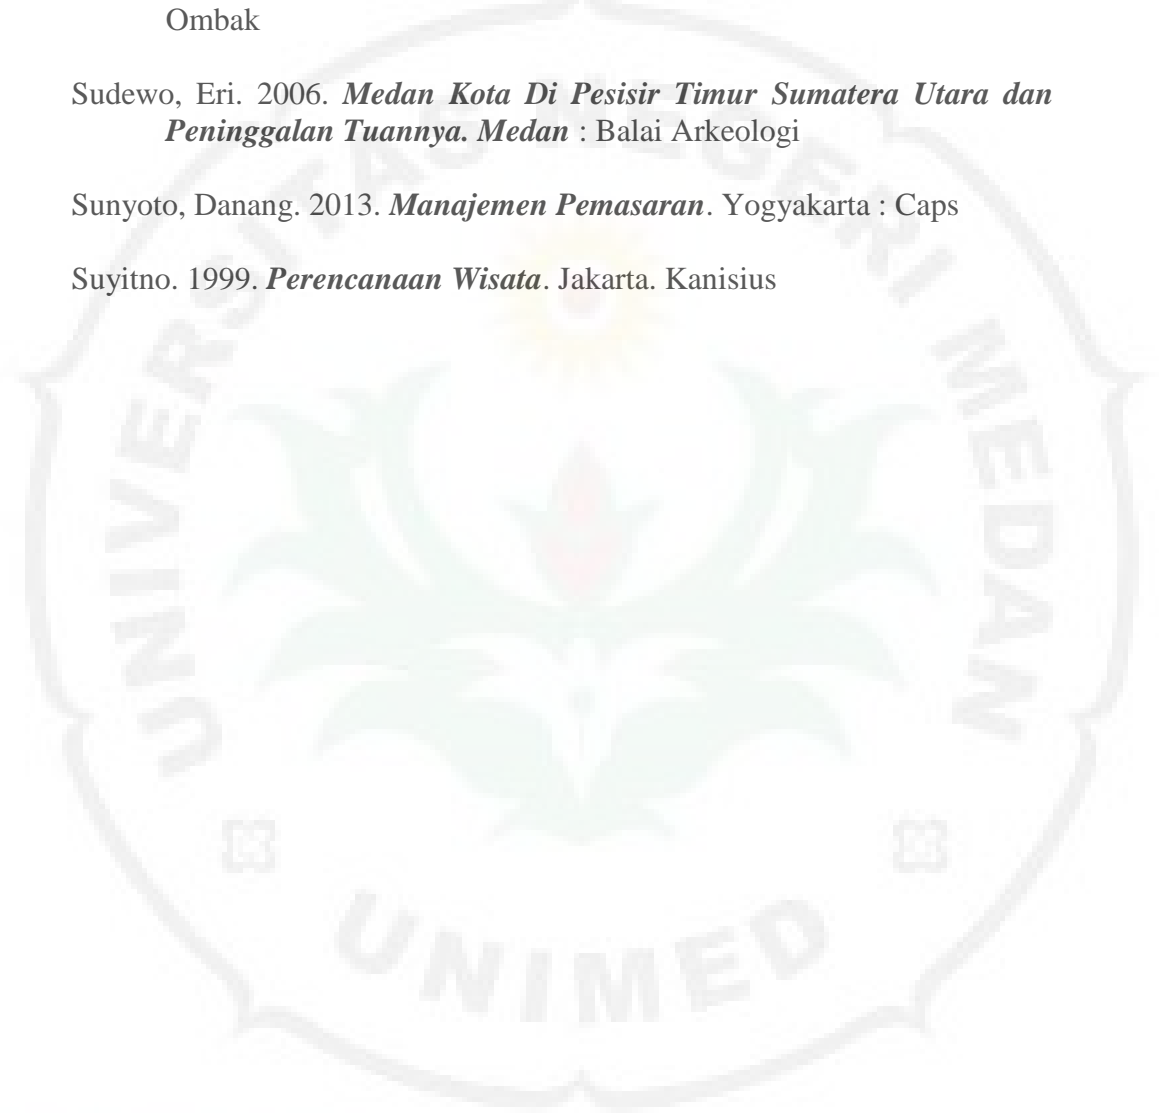 Ombak
Sudewo, Eri. 2006. Medan Kota Di Pesisir Timur Sumatera Utara dan
Peninggalan Tuannya. Medan : Balai Arkeologi
Sunyoto, Danang. 2013. Manajemen Pemasaran. Yogyakarta : Caps
Suyitno. 1999. Perencanaan Wisata. Jakarta. Kanisius
UNIVERSITAS NEGERI MEDAN
UNIMED